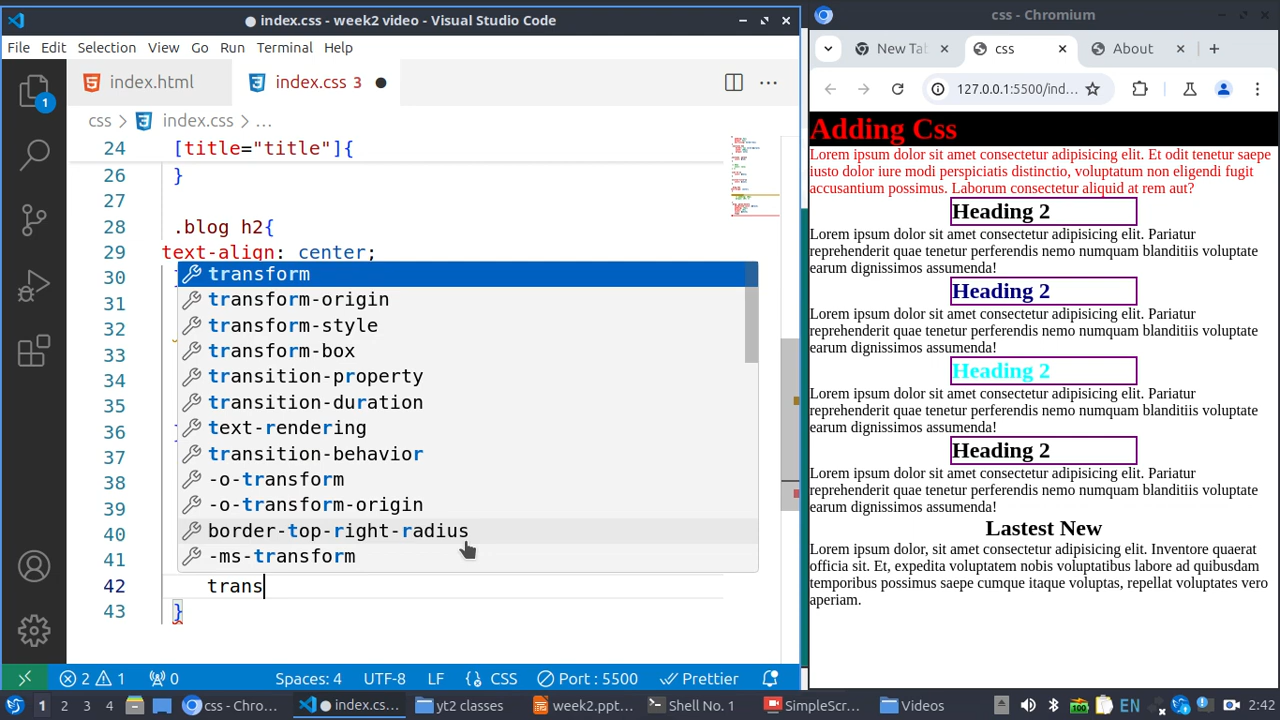 index.css - week2 video - Visual Studio Code
File Edit Selection View Go Run Terminal Help
index.html
index.css 3
css > index.css > ...
1
24 [title="title"]{
26 }
27
28 .blog h2{
29 text-align: center;
30
31
32
33
34
35
36
37
38
39
40
41
42 trans
43 }
transform
transform-origin
transform-style
transform-box
transition-property
transition-duration
text-rendering
transition-behavior
-o-transform
-o-transform-origin
border-top-right-radius
-ms-transform
2 1 0 Spaces: 4 UTF-8 LF {} CSS Port : 5500 Prettier
css - Chromium
New Tab
css
About
127.0.0.1:5500/ind...
Adding Css
Lorem ipsum dolor sit amet consectetur adipisicing elit. Et odit tenetur saepe
iusto dolor iure modi perspiciatis distinctio, voluptatum non eligendi fugit
accusantium possimus. Laborum consectetur aliquid at rem aut?
Heading 2
Lorem ipsum dolor sit amet consectetur adipisicing elit. Pariatur
reprehenderit quae tenetur perferendis nemo numquam blanditiis voluptate
earum dignissimos assumenda!
Heading 2
Lorem ipsum dolor sit amet consectetur adipisicing elit. Pariatur
reprehenderit quae tenetur perferendis nemo numquam blanditiis voluptate
earum dignissimos assumenda!
Heading 2
Lorem ipsum dolor sit amet consectetur adipisicing elit. Pariatur
reprehenderit quae tenetur perferendis nemo numquam blanditiis voluptate
earum dignissimos assumenda!
Heading 2
Lorem ipsum dolor sit amet consectetur adipisicing elit. Pariatur
reprehenderit quae tenetur perferendis nemo numquam blanditiis voluptate
earum dignissimos assumenda!
Lastest New
Lorem ipsum dolor sit, amet consectetur adipisicing elit. Inventore quaerat
officia sit. Et, expedita voluptatem nobis voluptatibus labore ad quibusdam
temporibus possimus saepe cumque itaque voluptas, repellat voluptates vero
aperiam.
1 2 3 4 css - Chro... index.cs... yt2 classes week2.ppt... Shell No. 1 SimpleScr... Videos EN 2:42